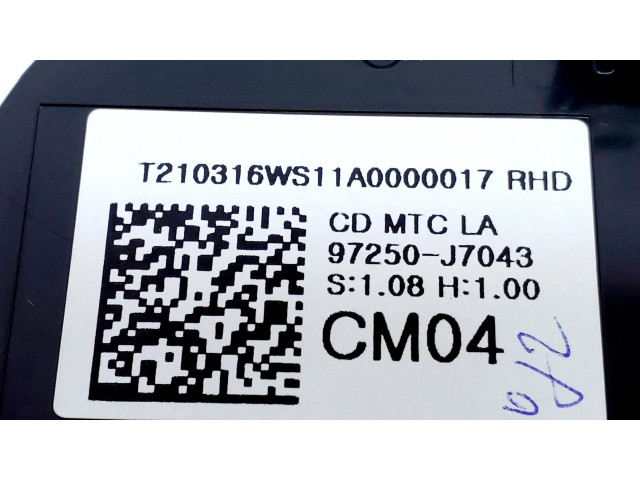 T210316WS11A0000017 RHD
CD MTC LA
97250-J7043
S:1.08 H:1.00
CM04